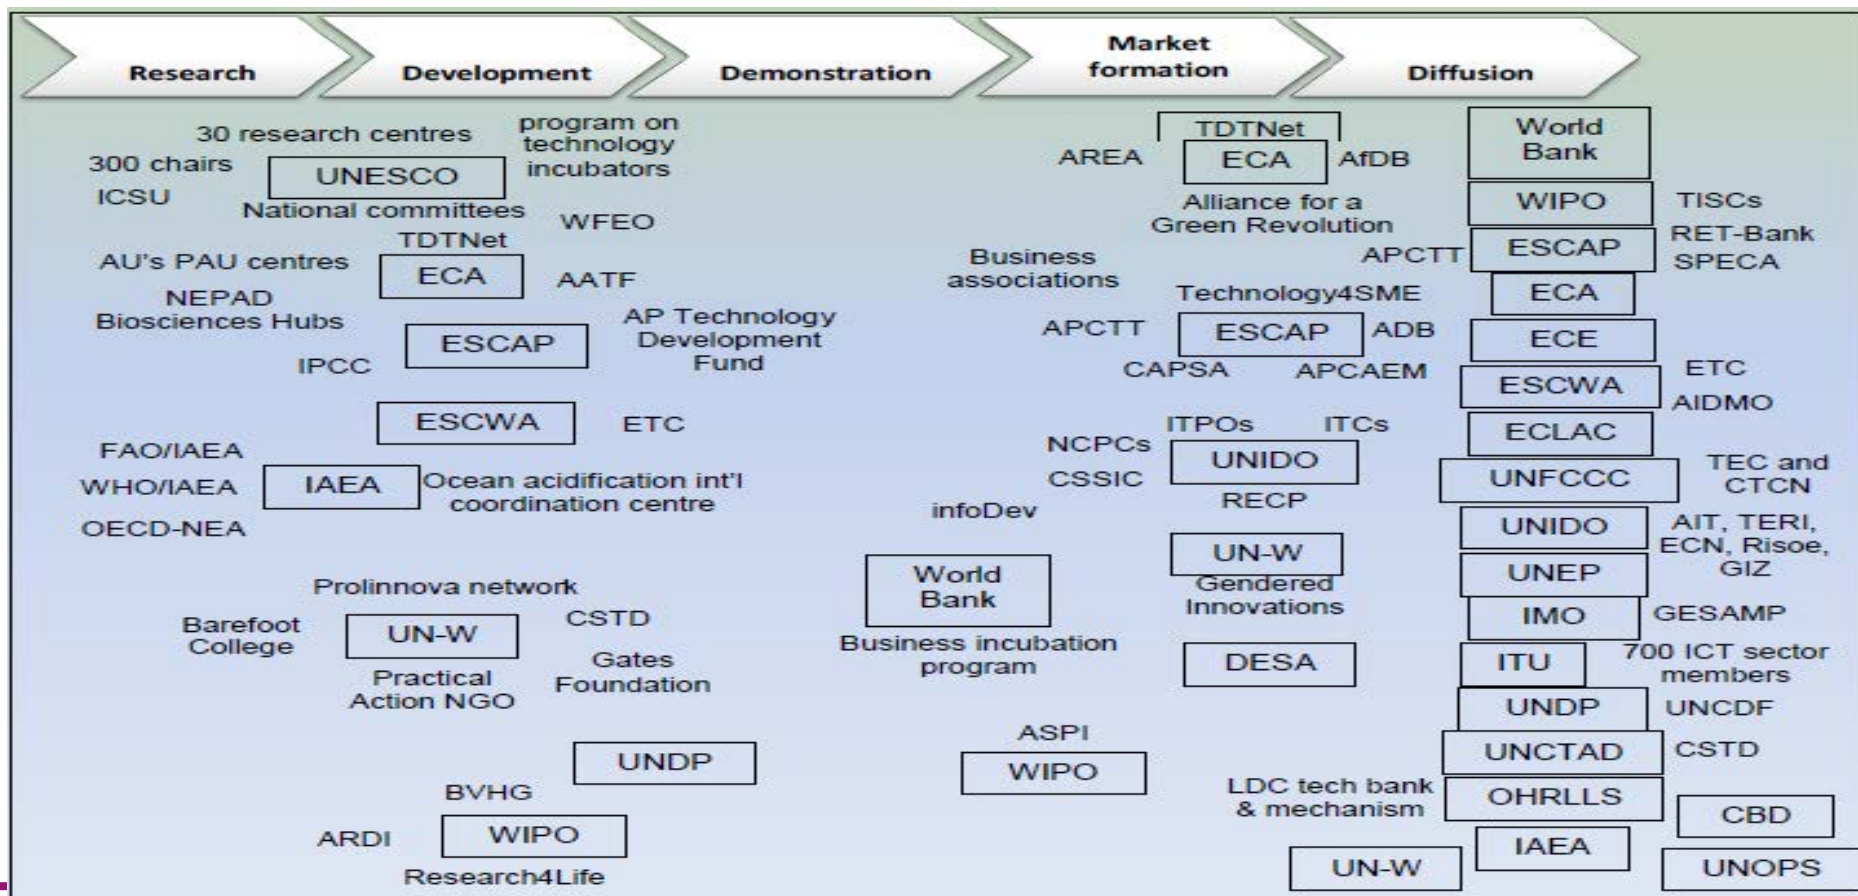 Research
Development
Demonstration
Market
formation
Diffusion
30 research centres
300 chairs
ICSU
UNESCO
National committees
program on
technology
incubators
WFEO
TDTNet
AU's PAU centres
ECA
AATF
NEPAD
Biosciences Hubs
ESCAP
AP Technology
Development
Fund
IPCC
ESCWA
ETC
FAO/IAEA
WHO/IAEA
OECD-NEA
IAEA
Ocean acidification int'l
coordination centre
Prolinnova network
Barefoot
College
UN-W
CSTD
Practical
Action NGO
Gates
Foundation
UNDP
BVHG
ARDI
WIPO
Research4Life
infoDev
World
Bank
Business incubation
program
ASPI
WIPO
TDTNet
AREA
ECA
AfDB
Alliance for a
Green Revolution
Business
associations
Technology4SME
APCTT
ESCAP
ADB
CAPSA
APCAEM
ITPOs
ITCs
NCPCs
CSSIC
UNIDO
RECP
UN-W
Gendered
Innovations
DESA
World
Bank
WIPO
TISCs
APCTT
ESCAP
RET-Bank
SPECA
ECA
ECE
ESCWA
ETC
AIDMO
ECLAC
UNFCCC
TEC and
CTCN
UNIDO
AIT, TERI,
ECN, Risoe,
GIZ
UNEP
IMO
GESAMP
ITU
700 ICT sector
members
UNDP
UNCDF
UNCTAD
CSTD
LDC tech bank
& mechanism
OHRLLS
CBD
IAEA
UN-W
UNOPS